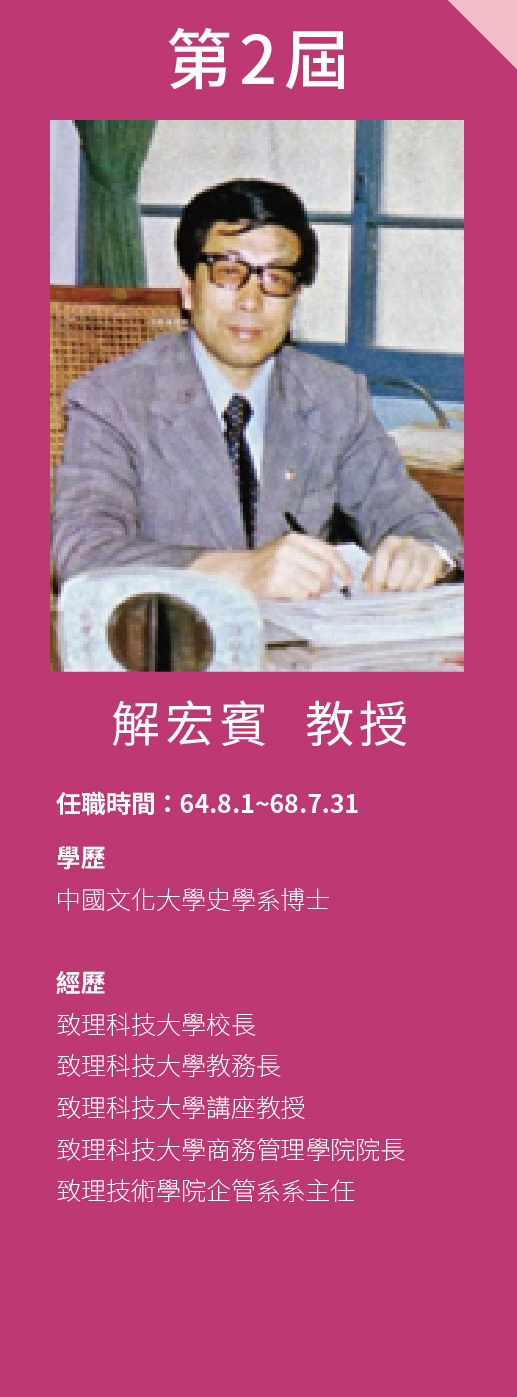 第2屆
解宏賓 教授
任職時間：64.8.1~68.7.31
學歷
中國文化大學史學系博士
經歷
致理科技大學校長
致理科技大學教務長
致理科技大學講座教授
致理科技大學商務管理學院院長
致理技術學院企管系系主任